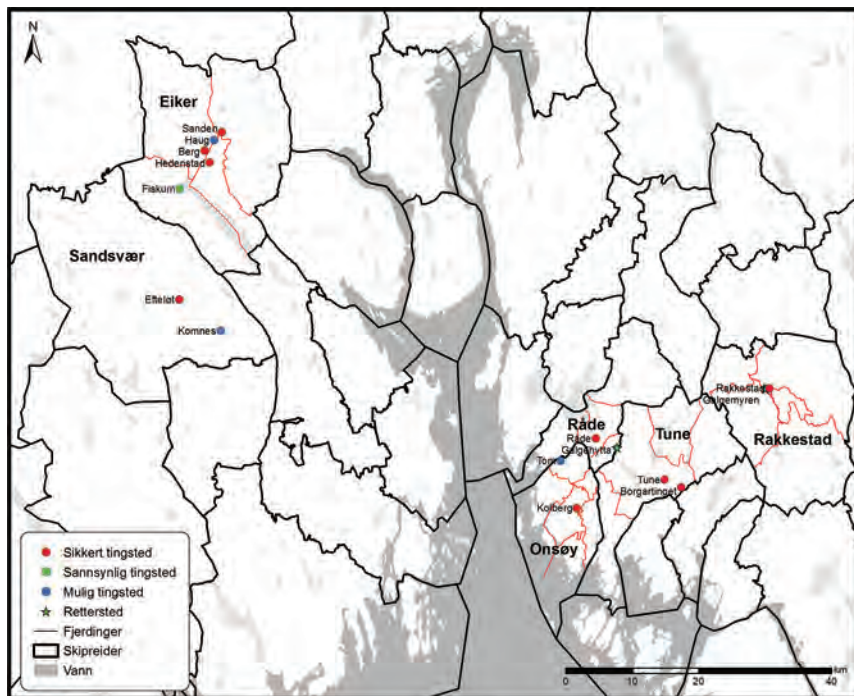 N
Eiker
Sanden
Haug
Berg
Hedenstad
Fiskum
Sandsvær
Efteløt
Komnes
Rakkestad
Galgemyren
Råde
Tune
Råde
Galgehytta
Rakkestad
Tom
Tune
Borgartinget
Kolberg
Onsøy
Sikkert tingsted
Sannsynlig tingsted
Mulig tingsted
Rettersted
Fjerdinger
Skipreider
Vann
km
0 10 20 40